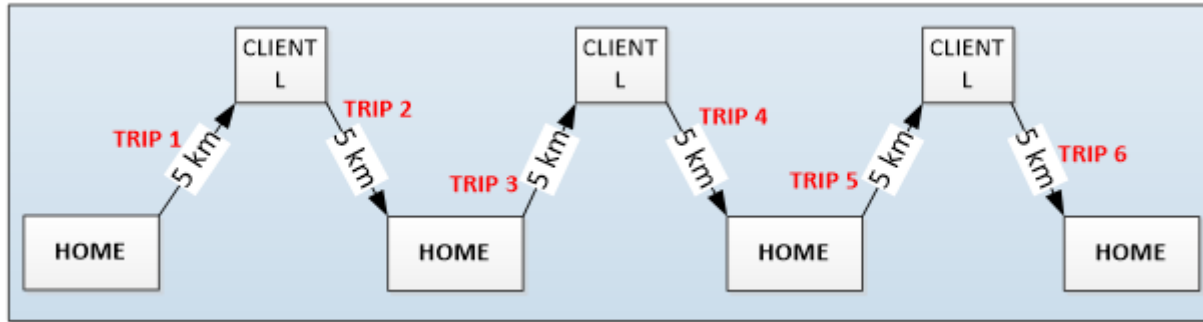 CLIENT
L
CLIENT
L
CLIENT
L
TRIP 1
5 km
TRIP 2
5 km
TRIP 3
5 km
TRIP 4
5 km
TRIP 5
5 km
TRIP 6
5 km
HOME
HOME
HOME
HOME